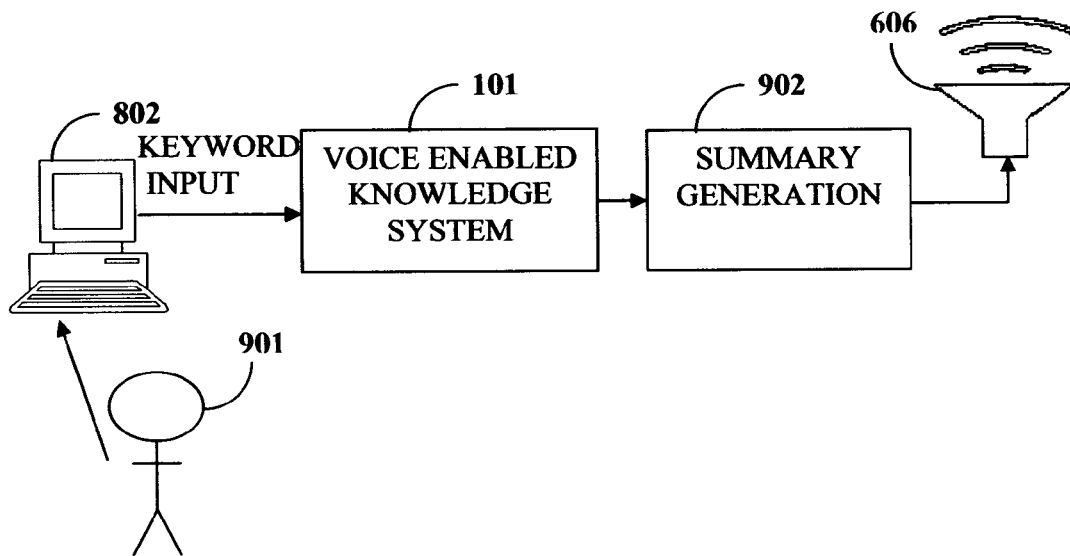 606
101
902
802
KEYWORD
INPUT
VOICE ENABLED
KNOWLEDGE
SYSTEM
SUMMARY
GENERATION
901